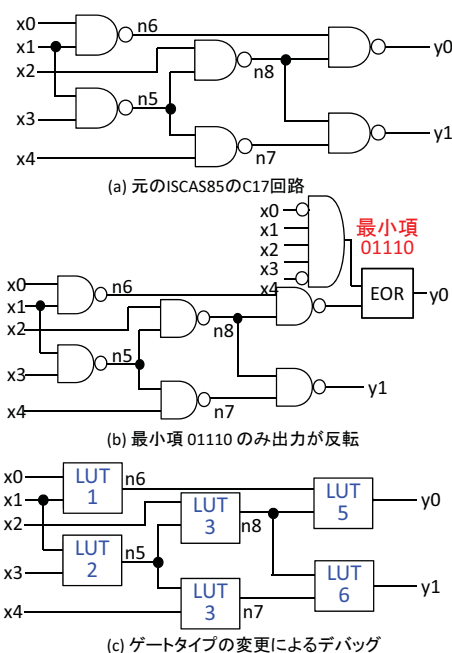 x0
x1
x2
x3
x4
n6
n5
n8
n7
y0
y1
(a) 元のISCAS85のC17回路
x0
x1
x2
x3
x4
最小項
01110
EOR
y0
x0
x1
x2
x3
x4
n6
n5
n8
n7
y1
(b) 最小項 01110 のみ出力が反転
x0
x1
x2
x3
x4
LUT
1
n6
LUT
2
n5
LUT
3
n8
LUT
3
n7
LUT
5
y0
LUT
6
y1
(c) ゲートタイプの変更によるデバッグ